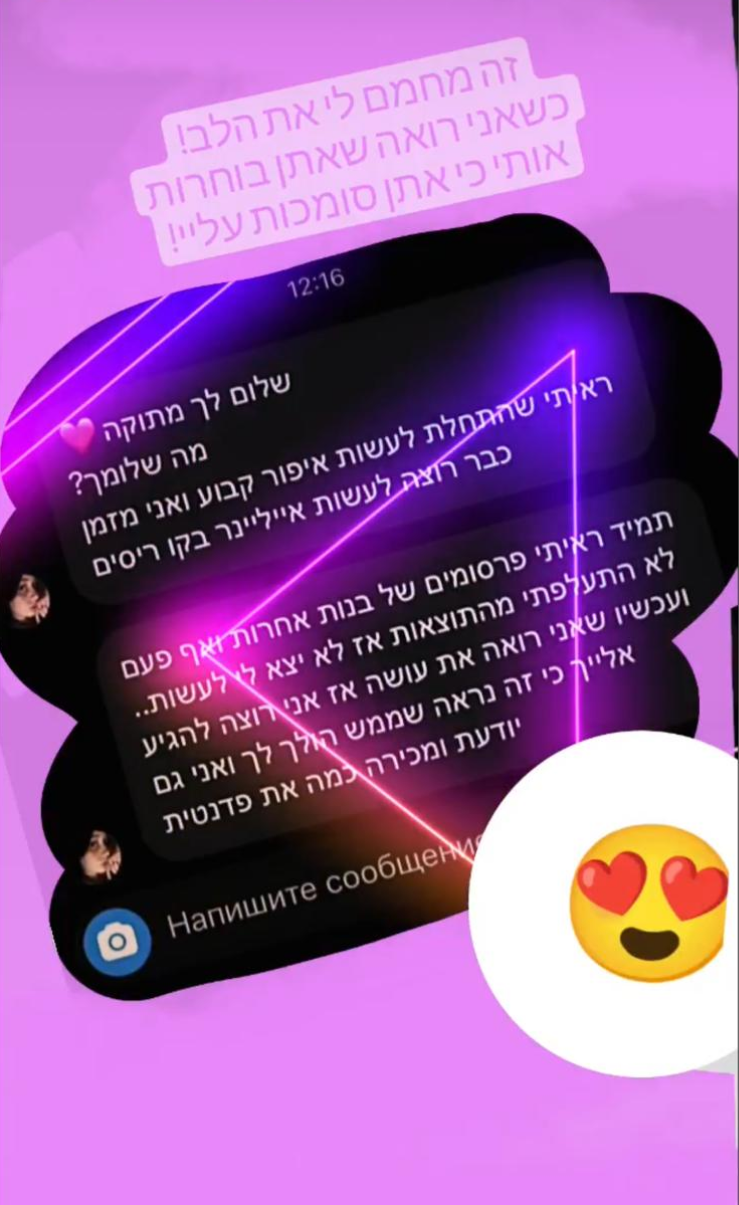 זה מחמם לי את הלב!
כשאני רואה שאתן בוחרות
אותי כי אתן סומכות עליי!
12:16
שלום לך מתוקה
מה שלומך?
ראיתי שהתחלת לעשות איפור קבוע ואני מזמן
כבר רוצה לעשות אייליינר בקו ריסים
תמיד ראיתי פרסומים של בנות אחרות ואף פעם
לא התעלפתי מהתוצאות אז לא יצא לי לעשות..
ועכשיו שאני רואה את עושה אז אני רוצה להגיע
אלייך כי זה נראה שממש הולך לך ואני גם
יודעת ומכירה כמה את פדנטית
Напишите сообщение